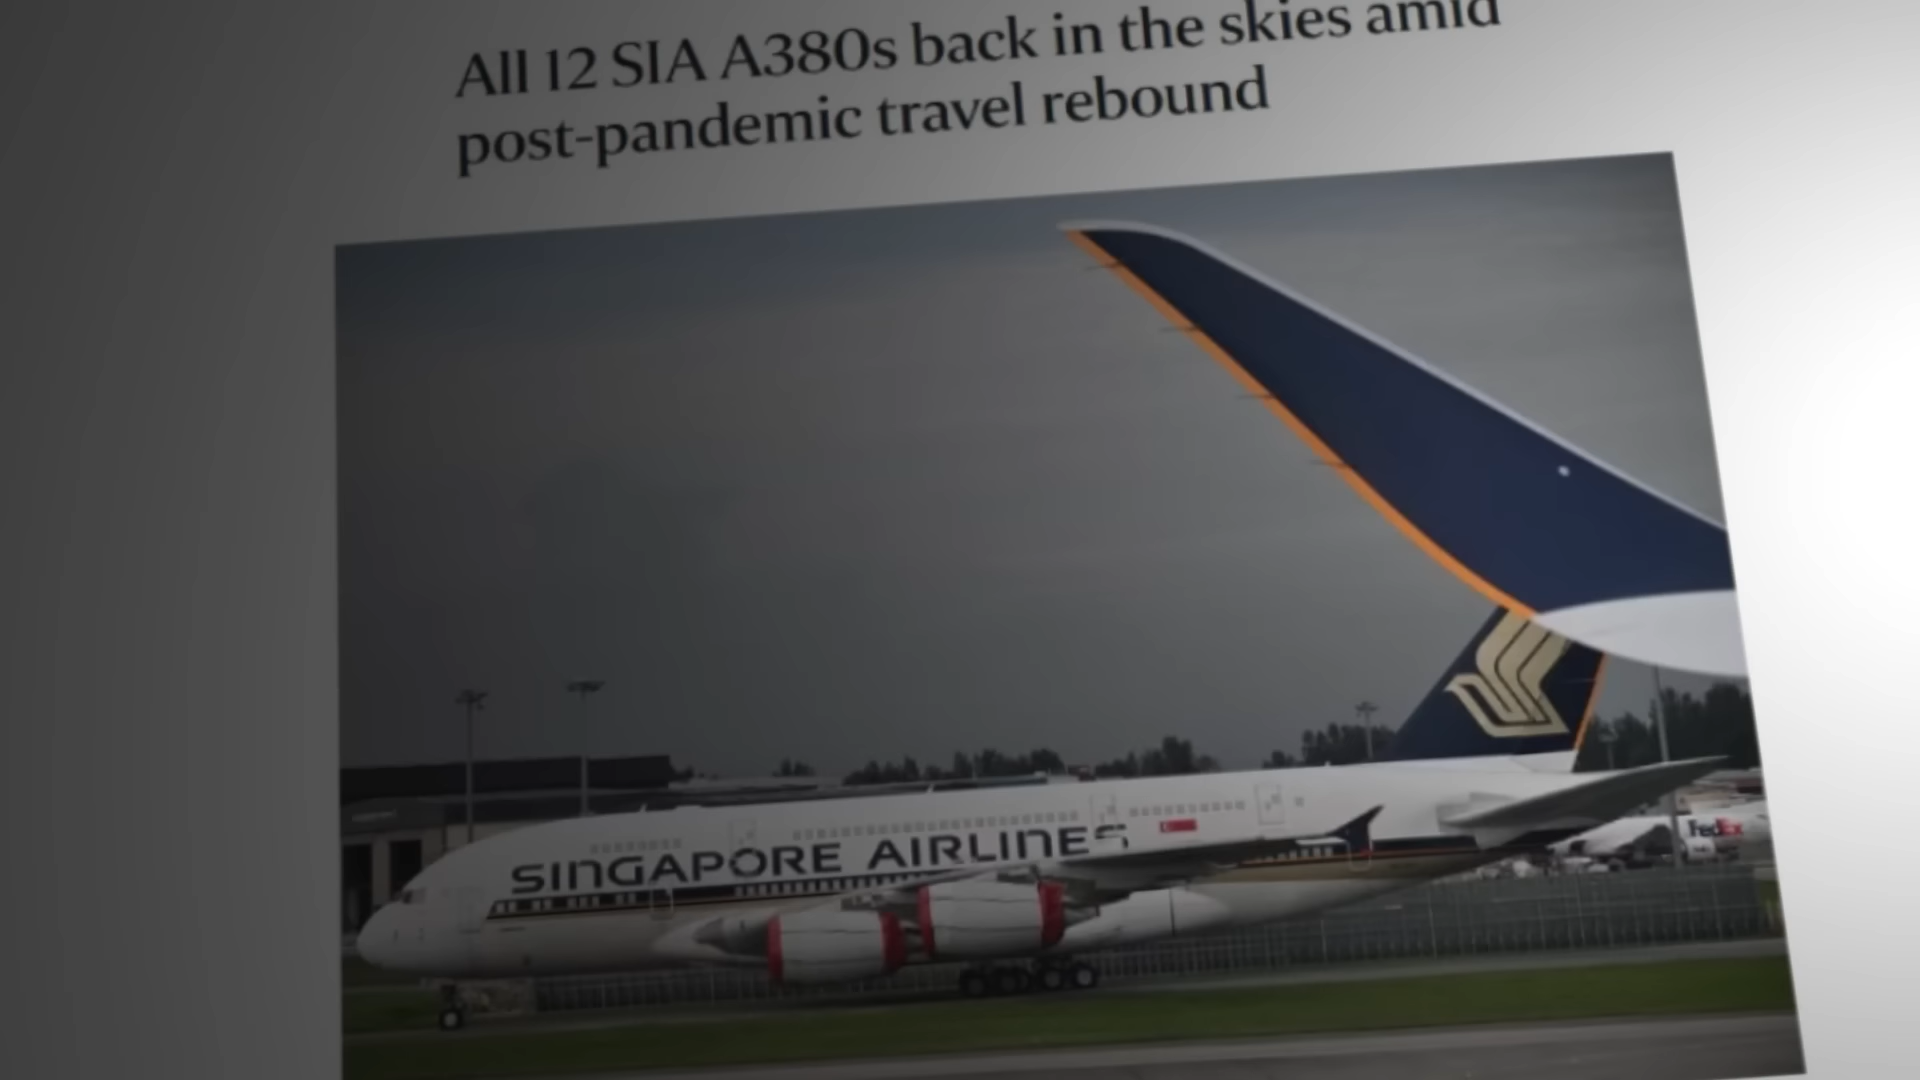 All 12 SIA A380s back in the skies amid
post-pandemic travel rebound
SINGAPORE AIRLINES
FedEx